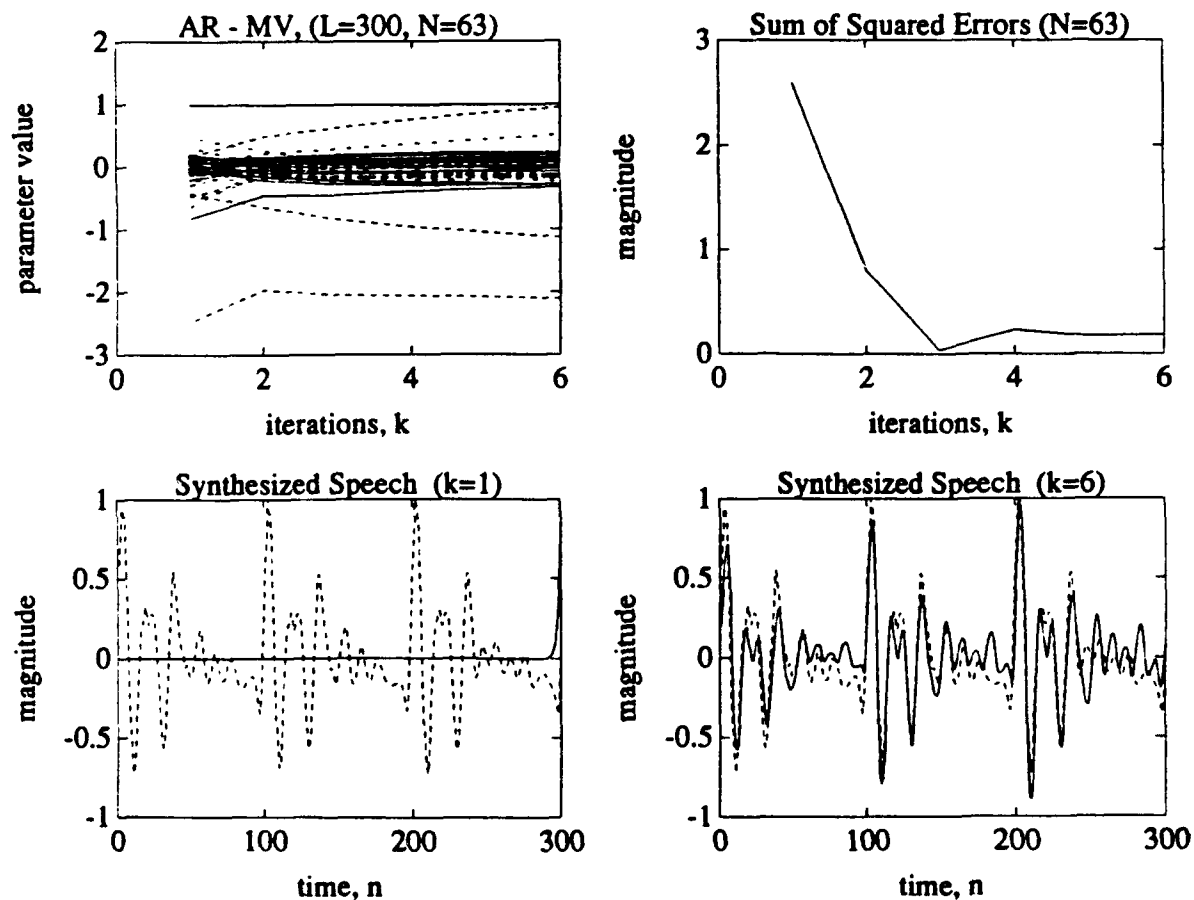 AR - MV, (L=300, N=63)
2
1
0
-1
-2
-3
parameter value
0 2 4 6
iterations, k
Sum of Squared Errors (N=63)
3
2
1
0
magnitude
0 2 4 6
iterations, k
Synthesized Speech (k=1)
1
0.5
0
-0.5
-1
magnitude
0 100 200 300
time, n
Synthesized Speech (k=6)
1
0.5
0
-0.5
-1
magnitude
0 100 200 300
time, n